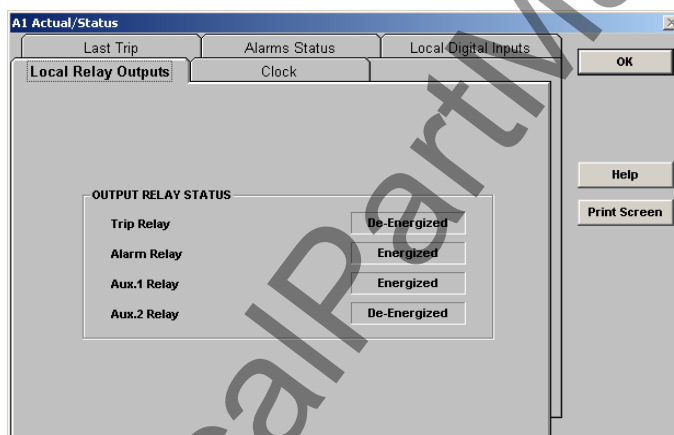 A1 Actual/Status
Last Trip
Alarms Status
Local Digital Inputs
Local Relay Outputs
Clock
OK
Help
Print Screen
OUTPUT RELAY STATUS
Trip Relay De-Energized
Alarm Relay Energized
Aux.1 Relay Energized
Aux.2 Relay De-Energized